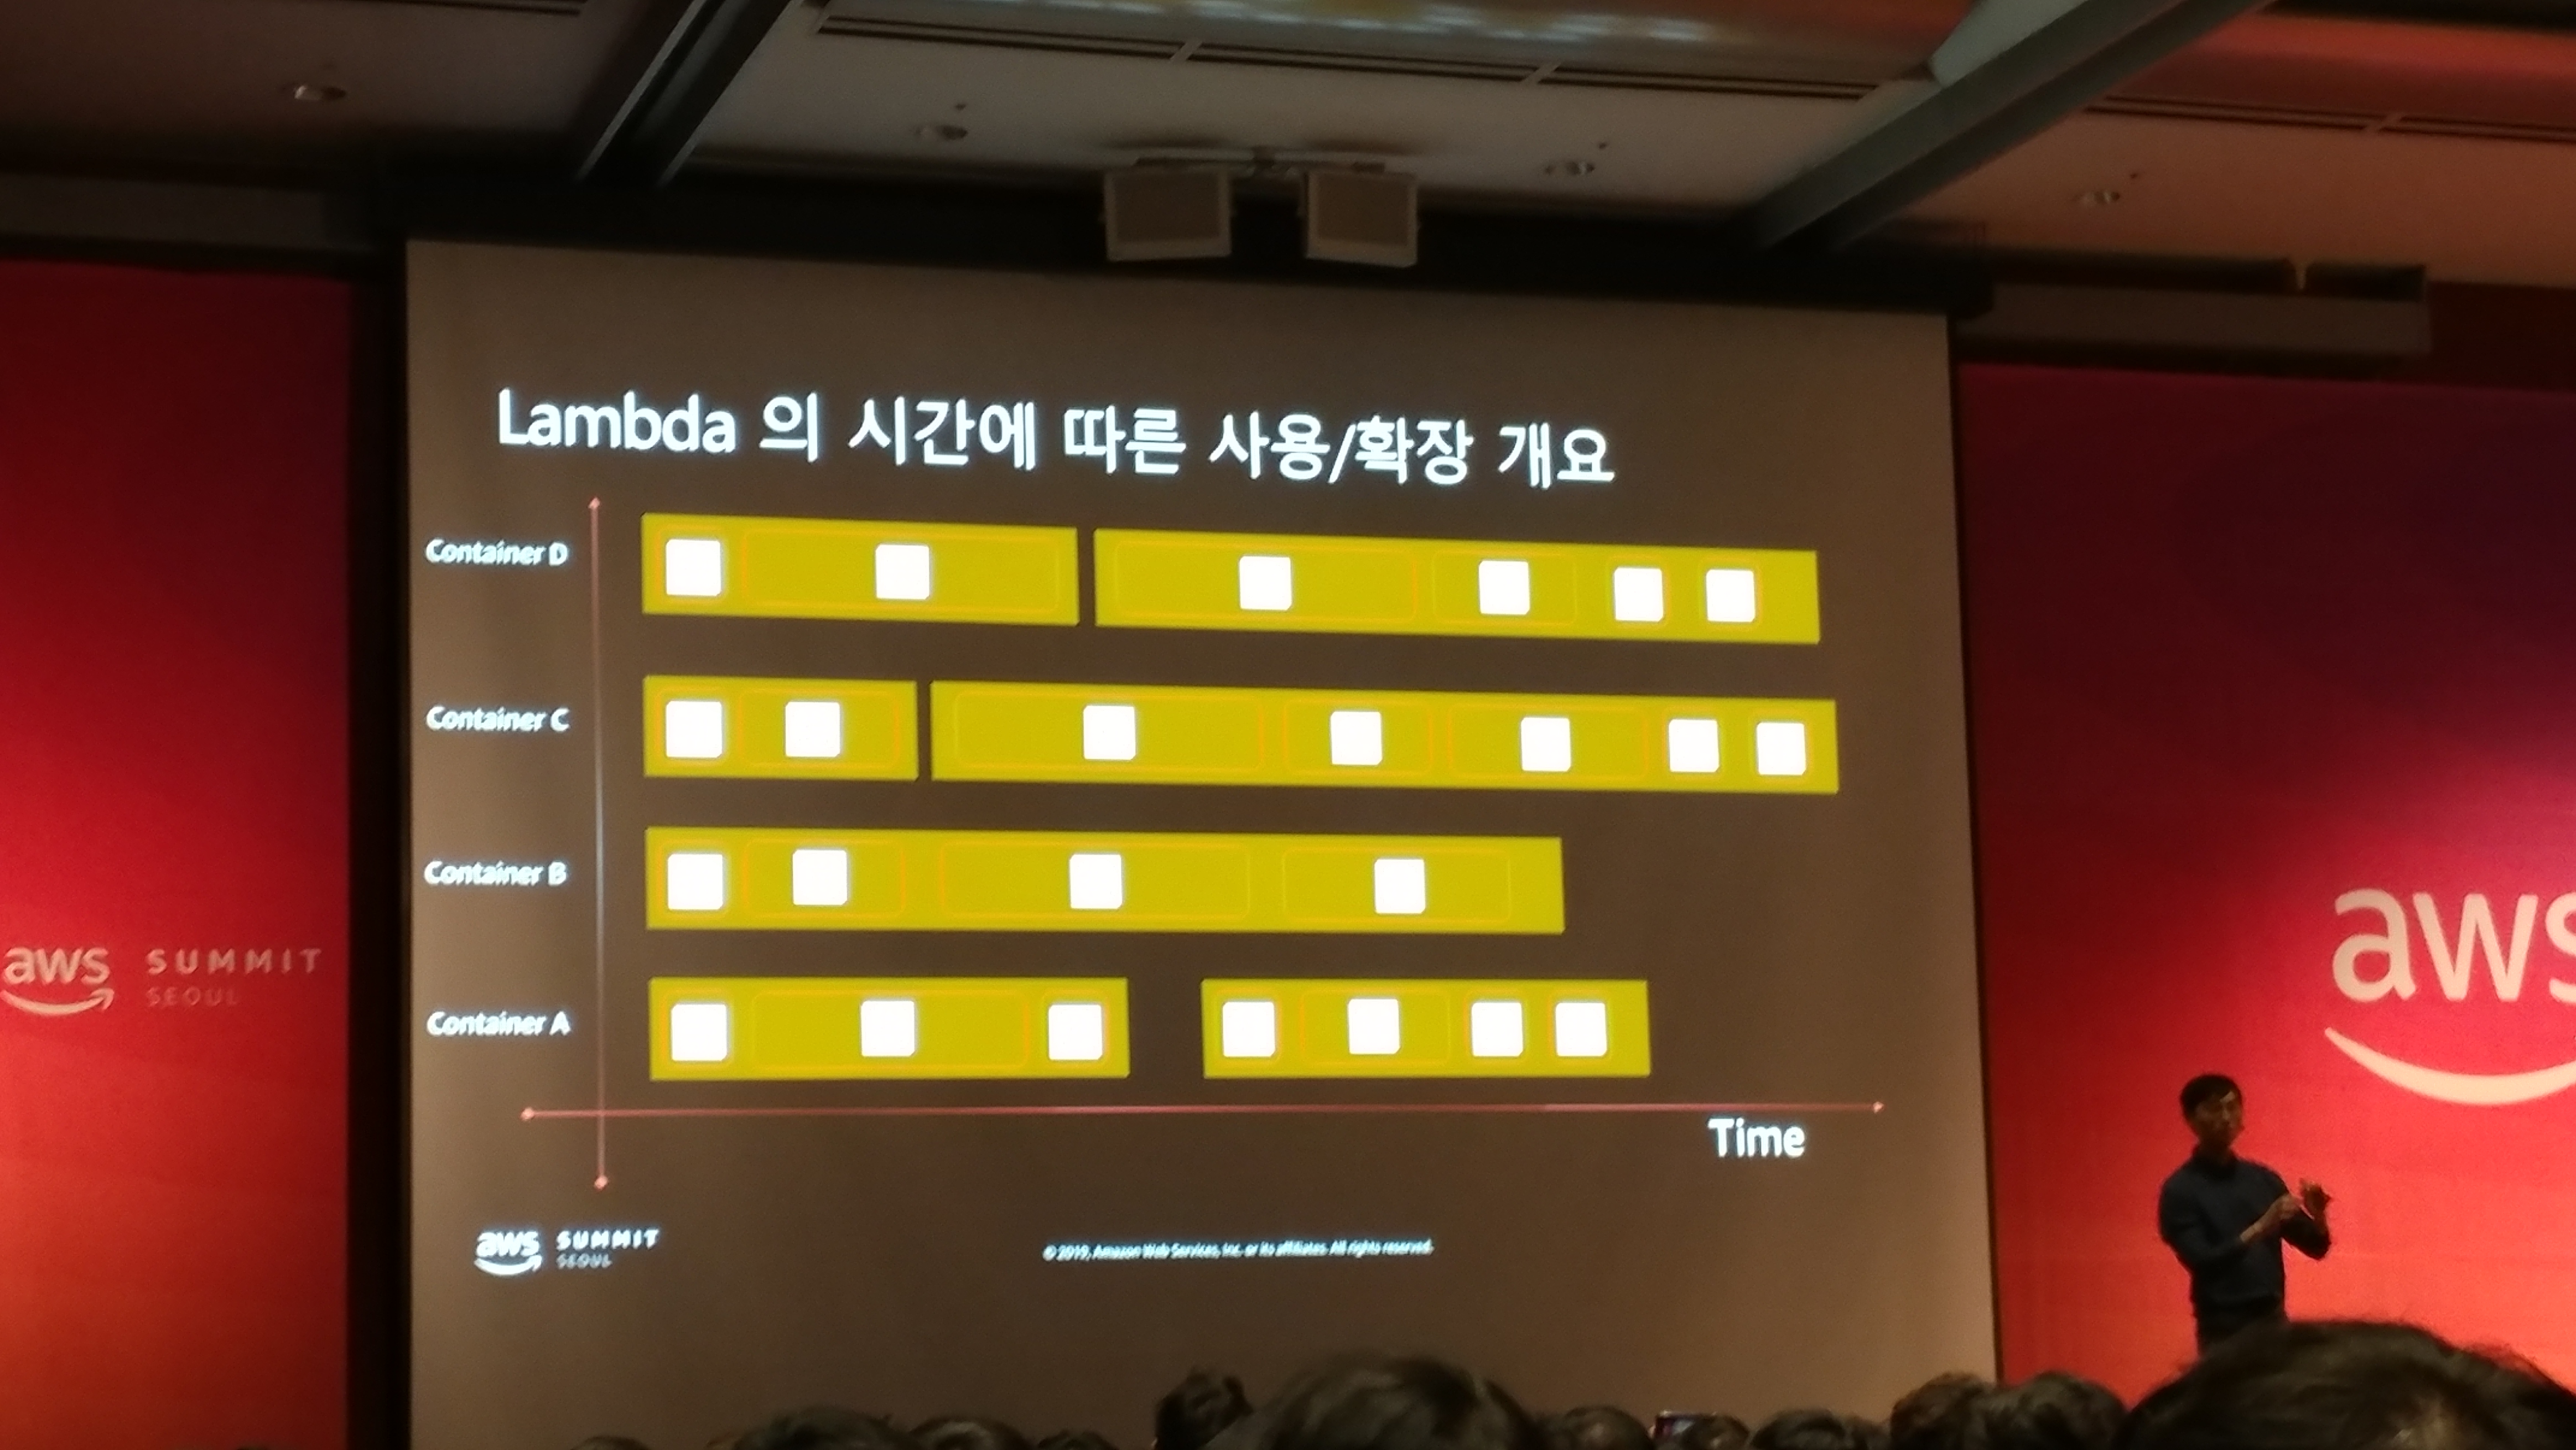 Lambda 의 시간에 따른 사용/확장 개요
Container D
Container C
Container B
Container A
Time
aws SUMMIT
SEOUL
© 2019, Amazon Web Services, Inc. or its affiliates. All rights reserved.
aws SUMMIT
SEOUL
aws